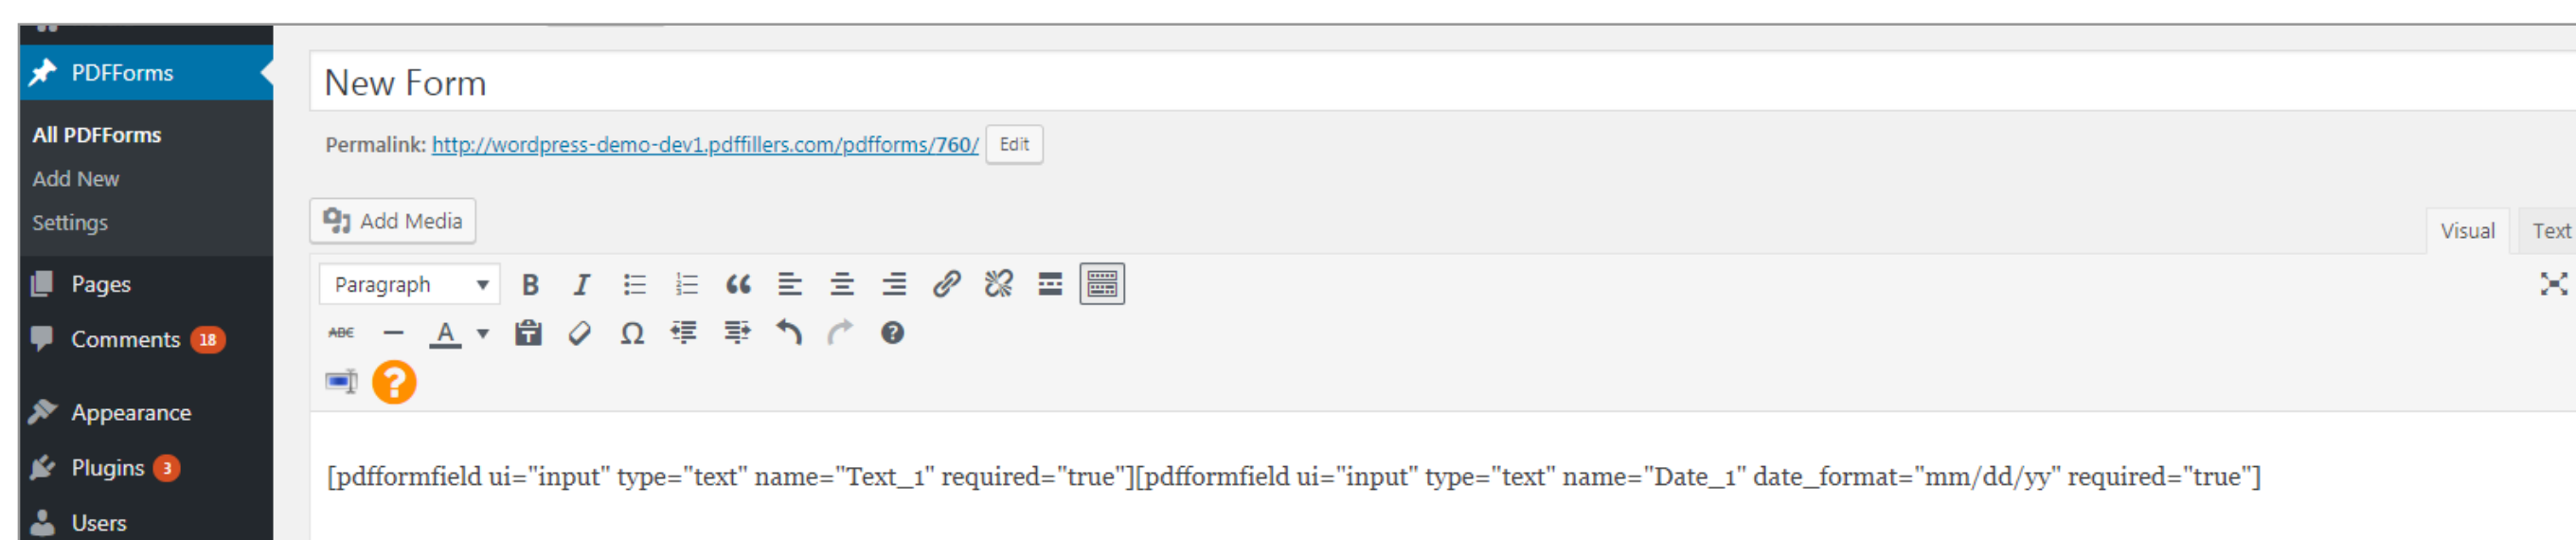 PDFForms
All PDFForms
Add New
Settings
Pages
Comments 18
Appearance
Plugins 3
Users
New Form
Permalink: http://wordpress-demo-dev1.pdffillers.com/pdfforms/760/ Edit
Add Media
Visual Text
Paragraph
ABC
[pdfformfield ui="input" type="text" name="Text_1" required="true"][pdfformfield ui="input" type="text" name="Date_1" date_format="mm/dd/yy" required="true"]